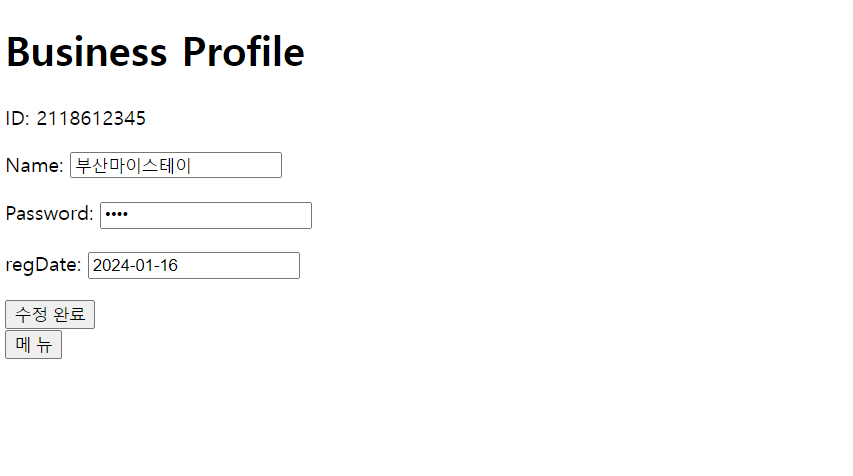 Business Profile
ID: 2118612345
Name: 부산마이스테이
Password: ••••
regDate: 2024-01-16
수정 완료
메 뉴